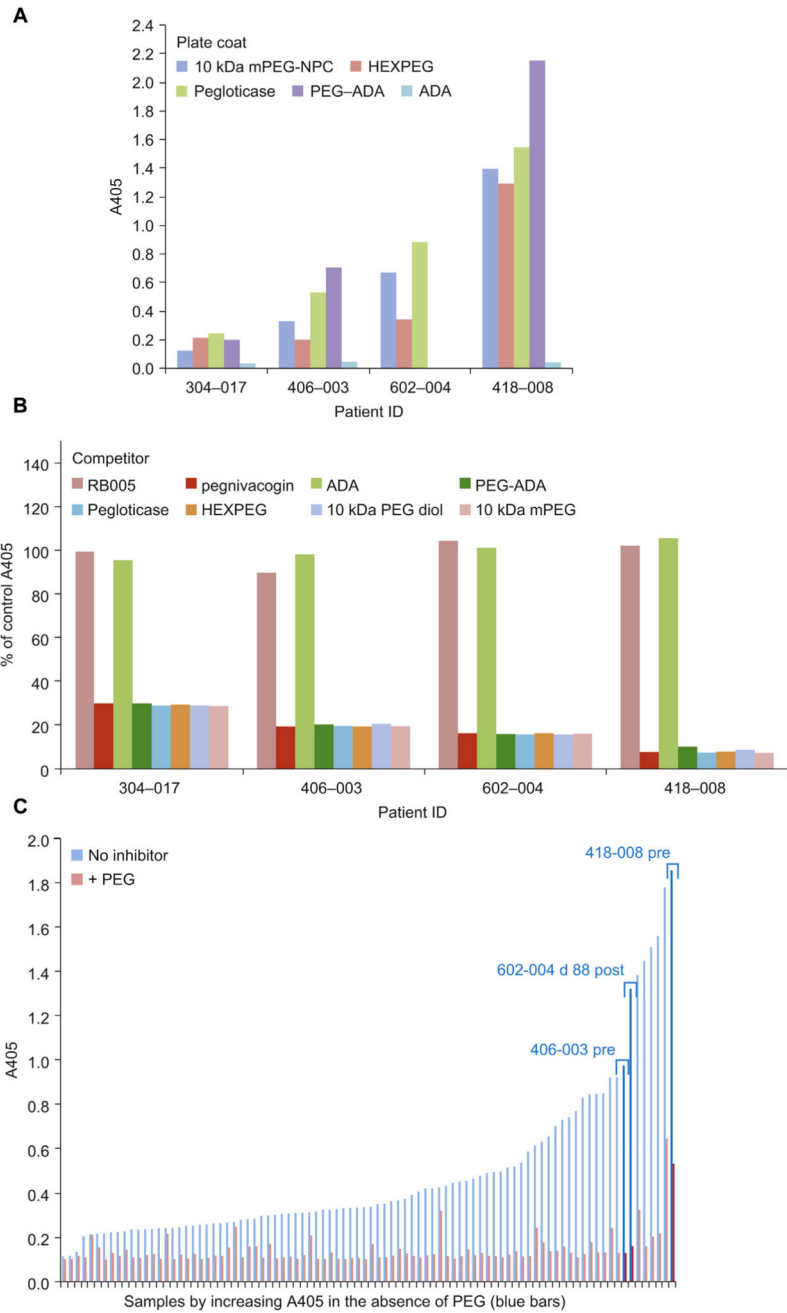 A
2.4
2.2
2.0
1.8
1.6
1.4
1.2
1.0
0.8
0.6
0.4
0.2
0.0
A405
Plate coat
10 kDa mPEG-NPC HEXPEG
Pegloticase PEG–ADA ADA
304–017 406–003 602–004 418–008
Patient ID
B
140
120
100
80
60
40
20
0
% of control A405
Competitor
RB005 pegnivacogin ADA PEG-ADA
Pegloticase HEXPEG 10 kDa PEG diol 10 kDa mPEG
304–017 406–003 602–004 418–008
Patient ID
C
2.0
1.8
1.6
1.4
1.2
1.0
0.8
0.6
0.4
0.2
0.0
A405
No inhibitor
+ PEG
418-008 pre
602-004 d 88 post
406-003 pre
Samples by increasing A405 in the absence of PEG (blue bars)